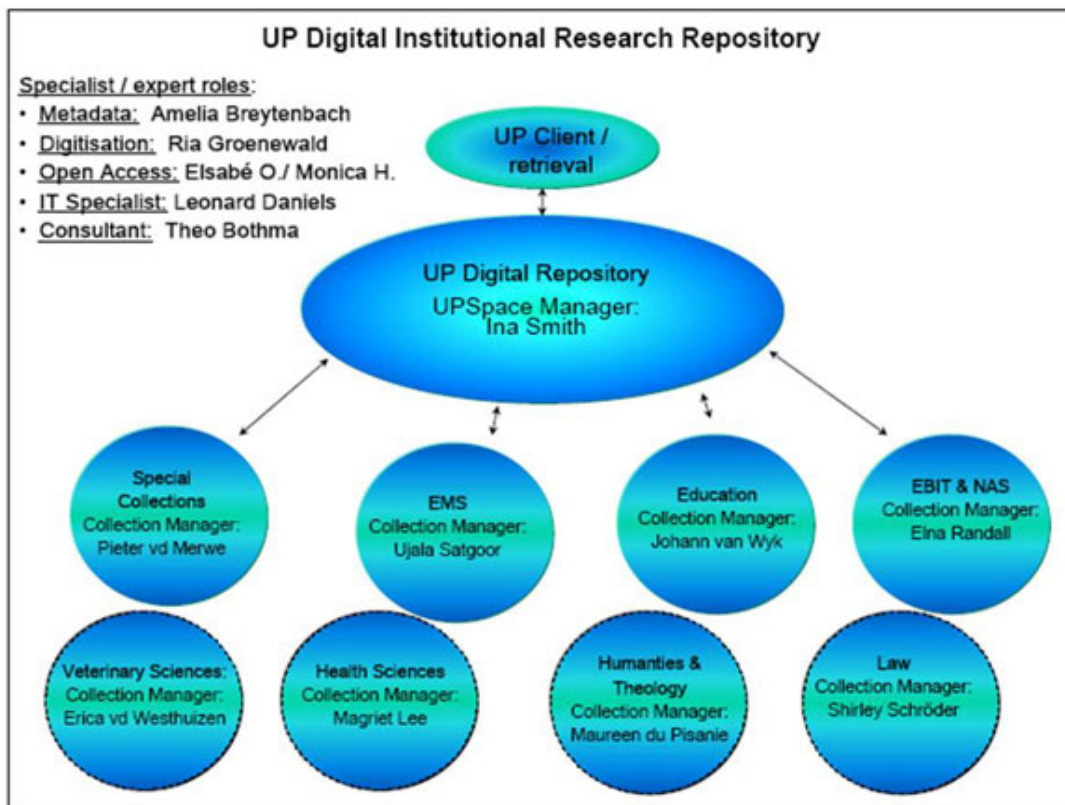 UP Digital Institutional Research Repository
Specialist / expert roles:
• Metadata: Amelia Breytenbach
• Digitisation: Ria Groenewald
• Open Access: Elsabé O./ Monica H.
• IT Specialist: Leonard Daniels
• Consultant: Theo Bothma
UP Client /
retrieval
UP Digital Repository
UPSpace Manager:
Ina Smith
Special
Collections
Collection Manager:
Pieter vd Merwe
EMS
Collection Manager:
Ujala Satgoor
Education
Collection Manager:
Johann van Wyk
EBIT & NAS
Collection Manager:
Elna Randall
Veterinary Sciences:
Collection Manager:
Erica vd Westhuizen
Health Sciences
Collection Manager:
Magriet Lee
Humanties &
Theology
Collection Manager:
Maureen du Pisanie
Law
Collection Manager:
Shirley Schröder